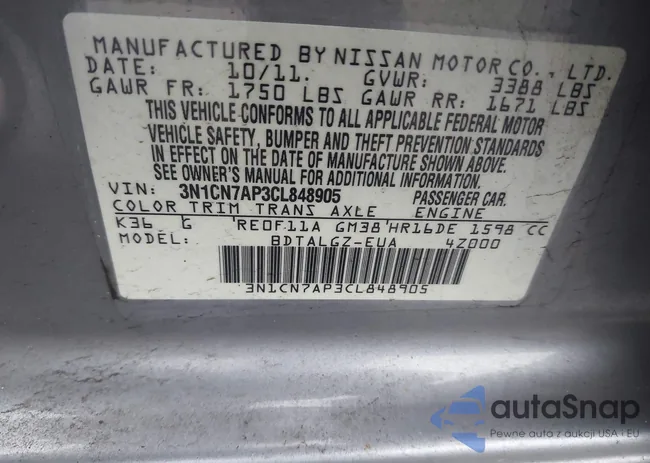 MANUFACTURED BY NISSAN MOTOR CO., LTD.
DATE: 10/11. GVWR: 3388 LBS
GAWR FR: 1750 LBS GAWR RR: 1671 LBS
THIS VEHICLE CONFORMS TO ALL APPLICABLE FEDERAL MOTOR
VEHICLE SAFETY, BUMPER AND THEFT PREVENTION STANDARDS
IN EFFECT ON THE DATE OF MANUFACTURE SHOWN ABOVE.
SEE OWNER'S MANUAL FOR ADDITIONAL INFORMATION
VIN: 3N1CN7AP3CL848905 PASSENGER CAR.
COLOR TRIM TRANS AXLE ENGINE
K36 G RE0F11A GM38 HR16DE 1598 CC
MODEL: BDTALGZ-EUA 4Z000
3N1CN7AP3CL848905
autaSnap
Pewne auta z aukcji USA i EU